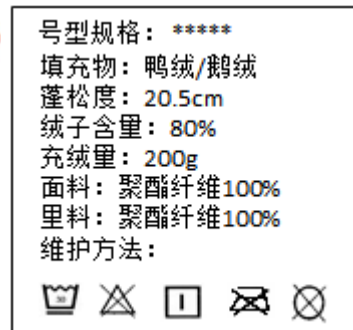 号型规格：*****
填充物：鸭绒/鹅绒
蓬松度：20.5cm
绒子含量：80%
充绒量：200g
面料：聚酯纤维100%
里料：聚酯纤维100%
维护方法：